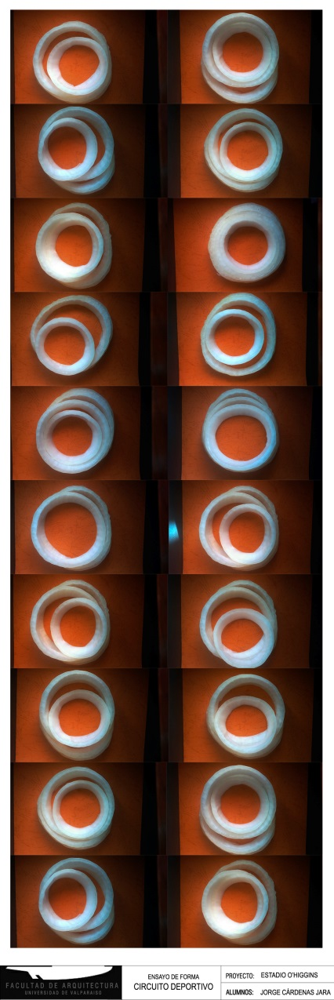 FACULTAD DE ARQUITECTURA
UNIVERSIDAD DE VALPARAISO
ENSAYO DE FORMA
CIRCUITO DEPORTIVO
PROYECTO: ESTADIO O'HIGGINS
ALUMNOS: JORGE CÁRDENAS JARA